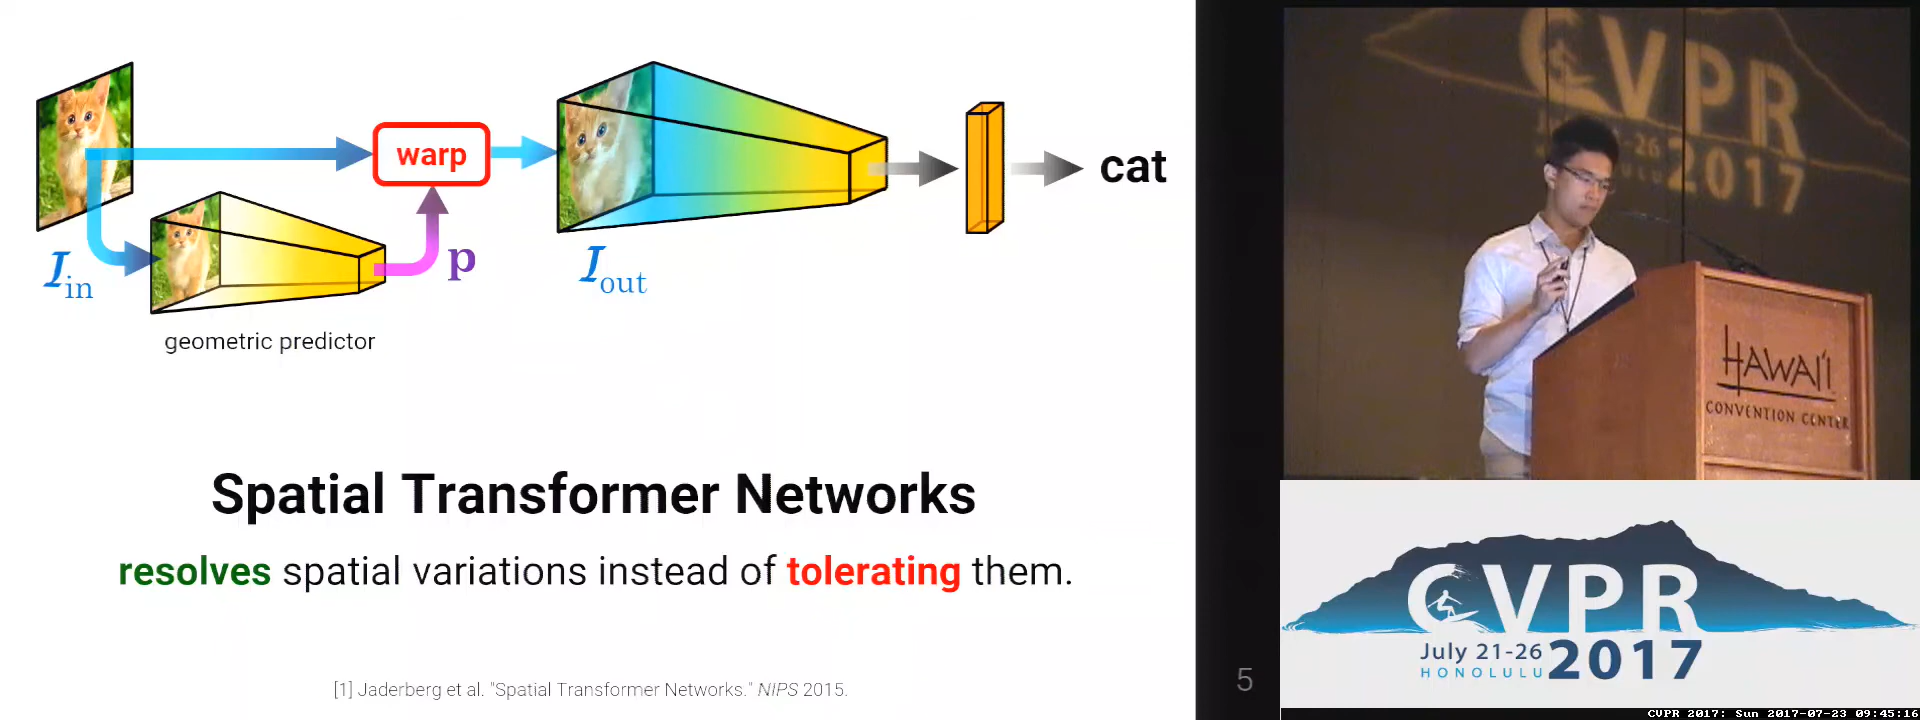 warp
cat
I_in
p
I_out
geometric predictor
Spatial Transformer Networks
resolves spatial variations instead of tolerating them.
[1] Jaderberg et al. "Spatial Transformer Networks." NIPS 2015.
5
CVPR
2017
HAWAI'I
CONVENTION CENTER
CVPR
July 21-26
HONOLULU 2017
CVPR 2017: Sun 2017-07-23 09:45:16